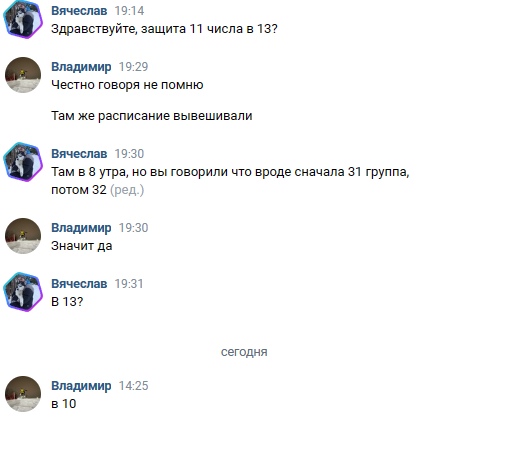 Вячеслав 19:14
Здравствуйте, защита 11 числа в 13?
Владимир 19:29
Честно говоря не помню
Там же расписание вывешивали
Вячеслав 19:30
Там в 8 утра, но вы говорили что вроде сначала 31 группа,
потом 32 (ред.)
Владимир 19:30
Значит да
Вячеслав 19:31
В 13?
сегодня
Владимир 14:25
в 10